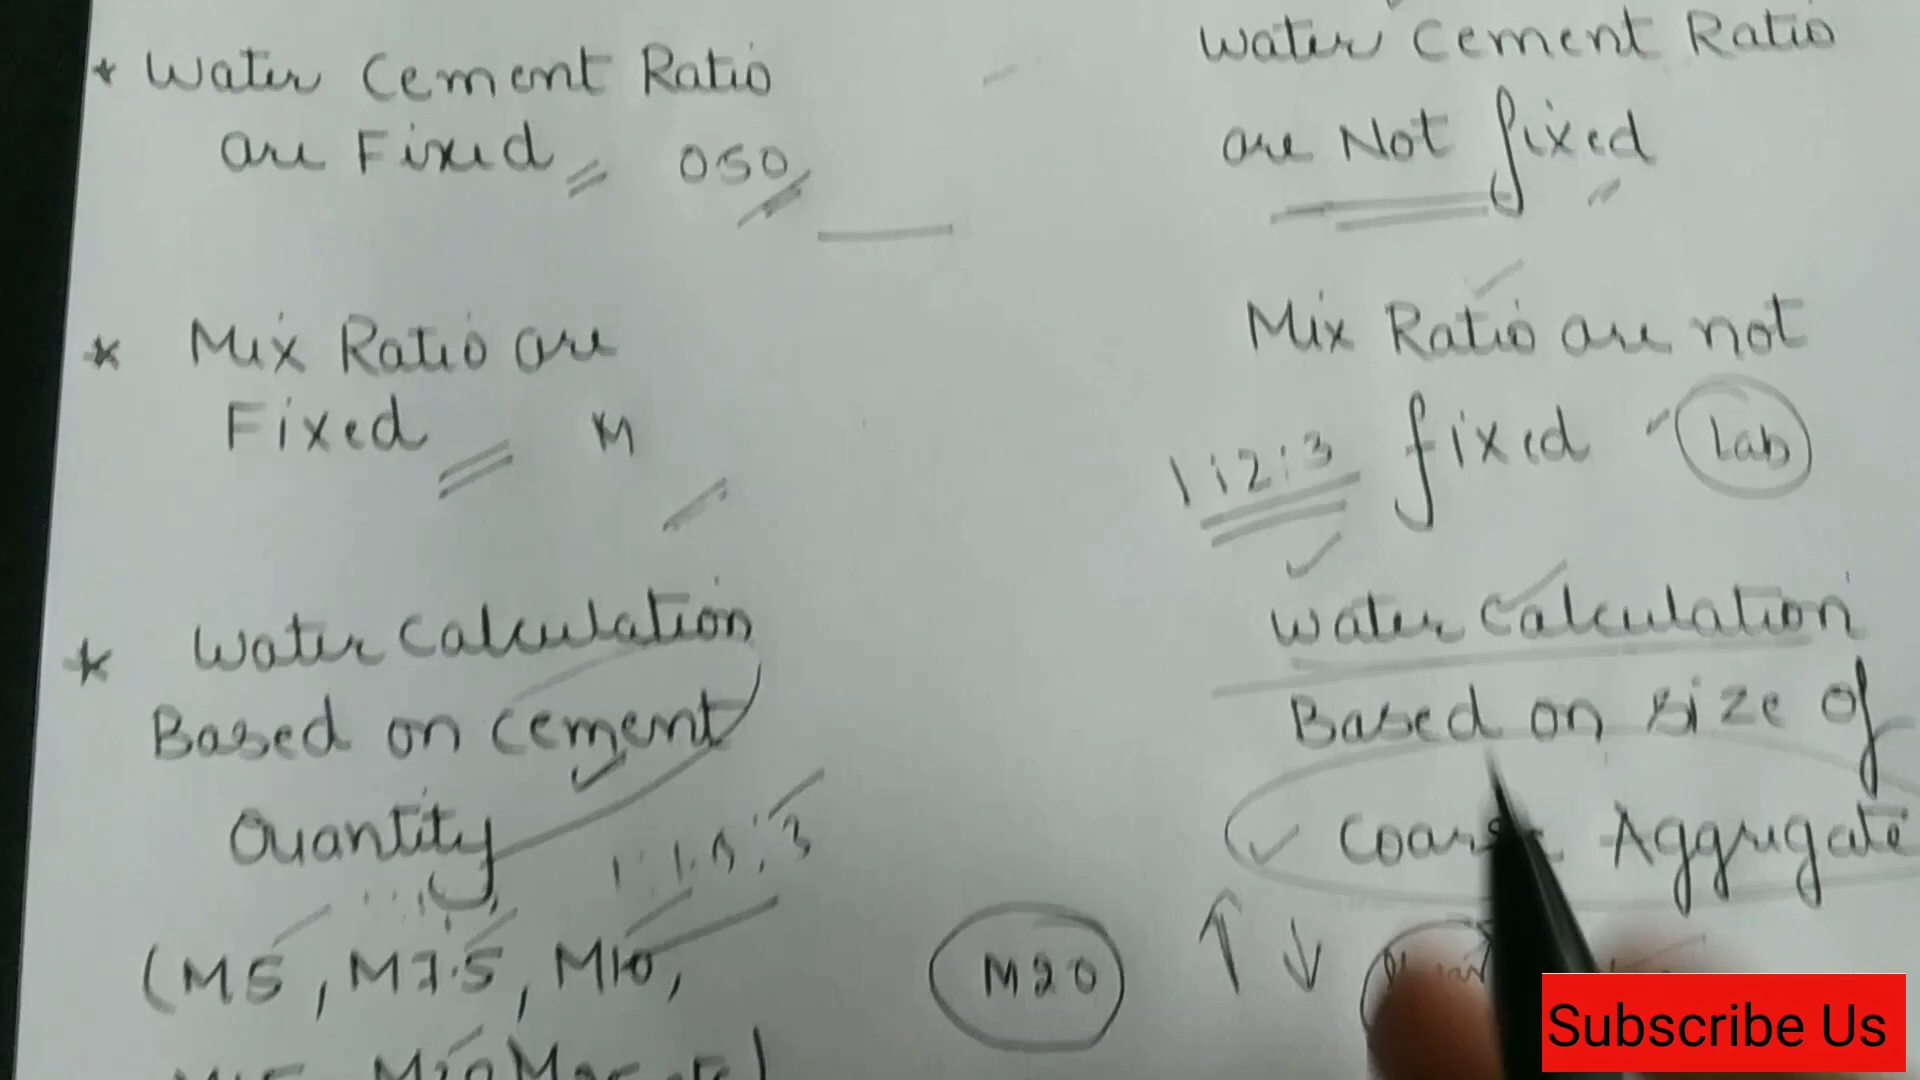 * Water Cement Ratio
are Fixed 050
* Mix Ratio are
Fixed M
* Water Calculation
Based on cement
Quantity
1:1.5:3
(M5, M7.5, M10,
M20
Water Cement Ratio
are Not fixed
Mix Ratio are not
1:2:3 fixed Lab
Water Calculation
Based on size of
Coarse Aggregate
↑ ↓
Subscribe Us